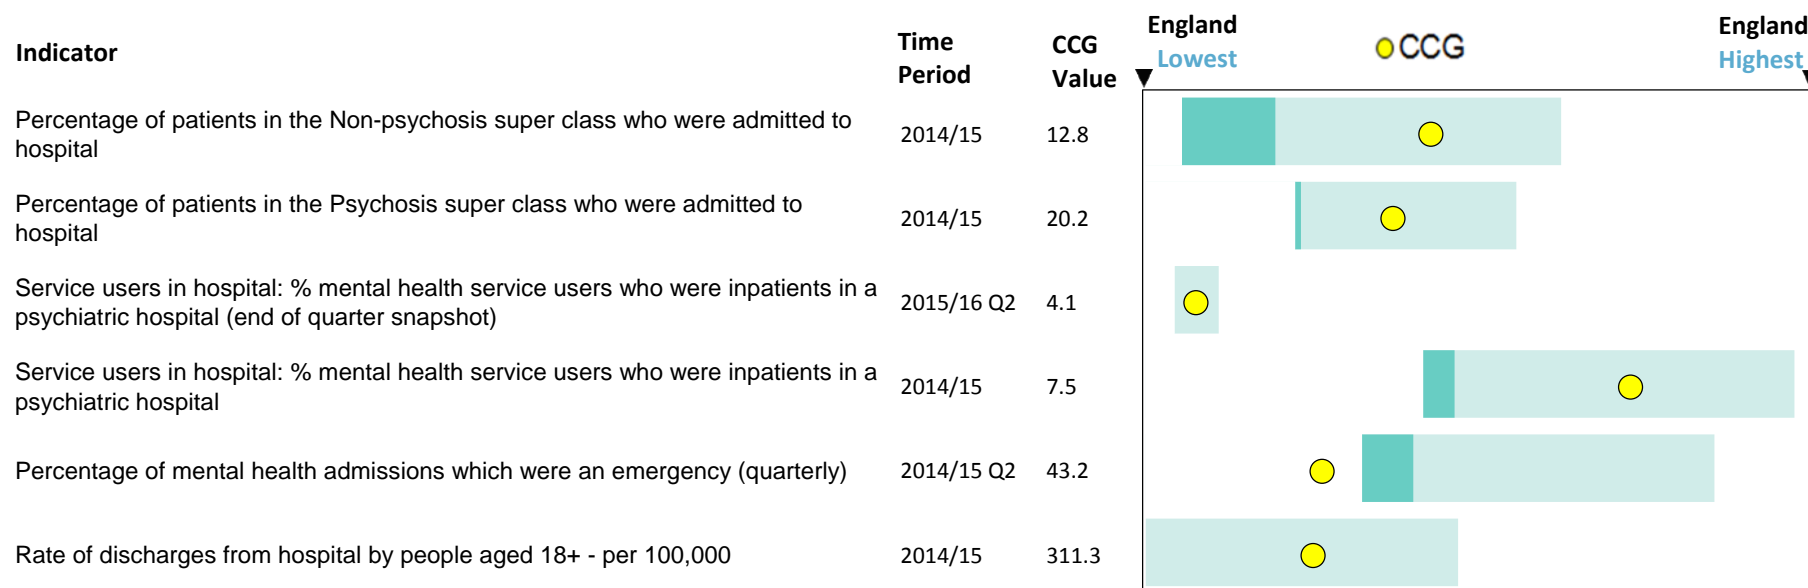 Indicator
Time
Period
CCG
Value
England
Lowest
CCG
England
Highest
Percentage of patients in the Non-psychosis super class who were admitted to
hospital
2014/15
12.8
Percentage of patients in the Psychosis super class who were admitted to
hospital
2014/15
20.2
Service users in hospital: % mental health service users who were inpatients in a
psychiatric hospital (end of quarter snapshot)
2015/16 Q2
4.1
Service users in hospital: % mental health service users who were inpatients in a
psychiatric hospital
2014/15
7.5
Percentage of mental health admissions which were an emergency (quarterly)
2014/15 Q2
43.2
Rate of discharges from hospital by people aged 18+ - per 100,000
2014/15
311.3